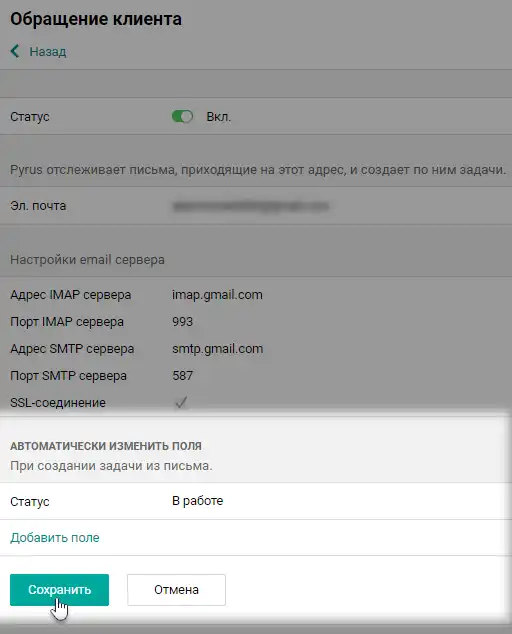 Обращение клиента
Назад
Статус Вкл.
Pyrus отслеживает письма, приходящие на этот адрес, и создает по ним задачи.
Эл. почта
Настройки email сервера
Адрес IMAP сервера imap.gmail.com
Порт IMAP сервера 993
Адрес SMTP сервера smtp.gmail.com
Порт SMTP сервера 587
SSL-соединение
АВТОМАТИЧЕСКИ ИЗМЕНИТЬ ПОЛЯ
При создании задачи из письма.
Статус В работе
Добавить поле
Сохранить Отмена